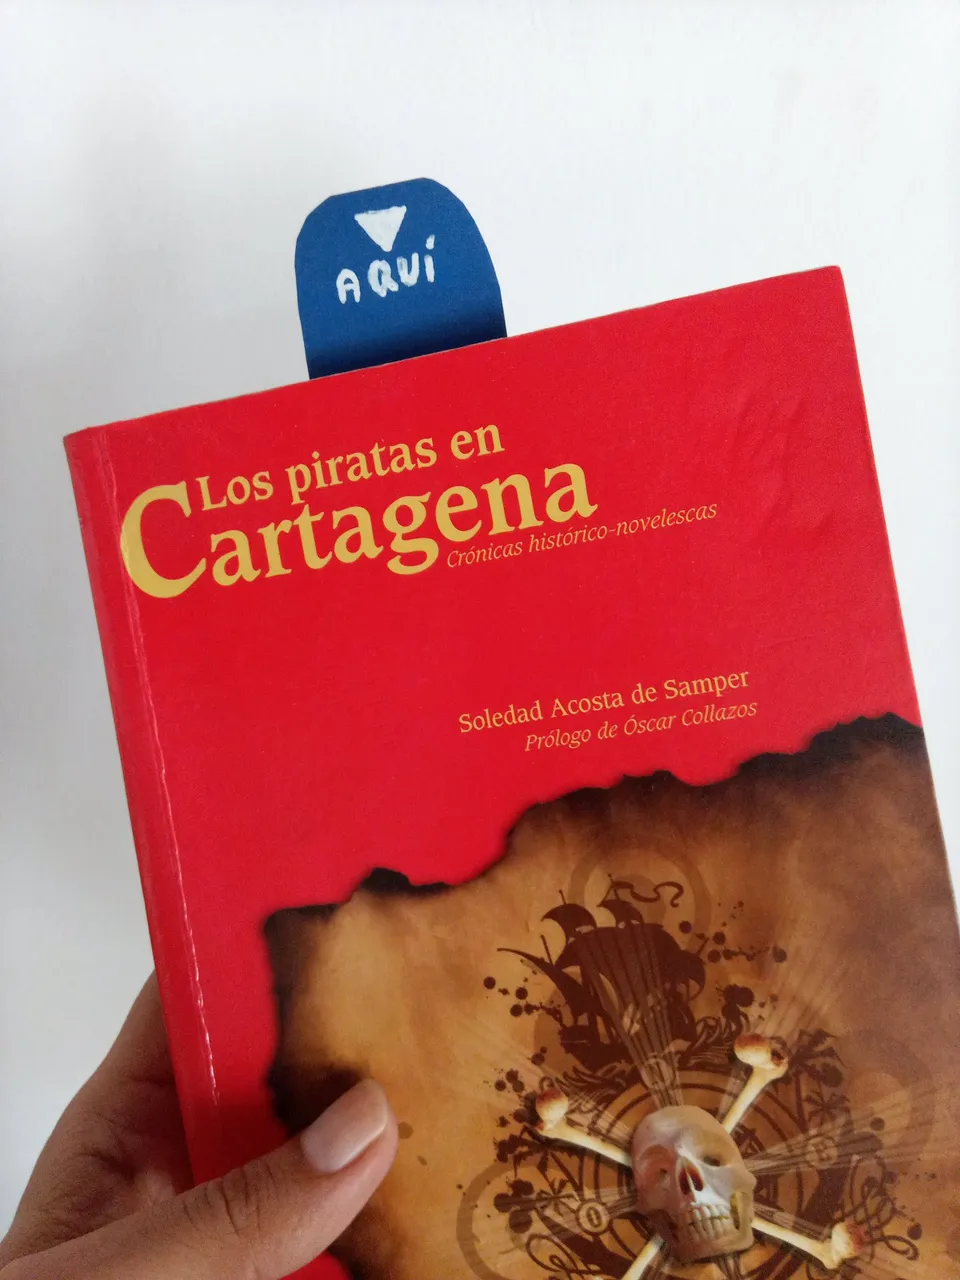 AQUÍ
Los piratas en
Cartagena
Crónicas histórico-novelescas
Soledad Acosta de Samper
Prólogo de Óscar Collazos